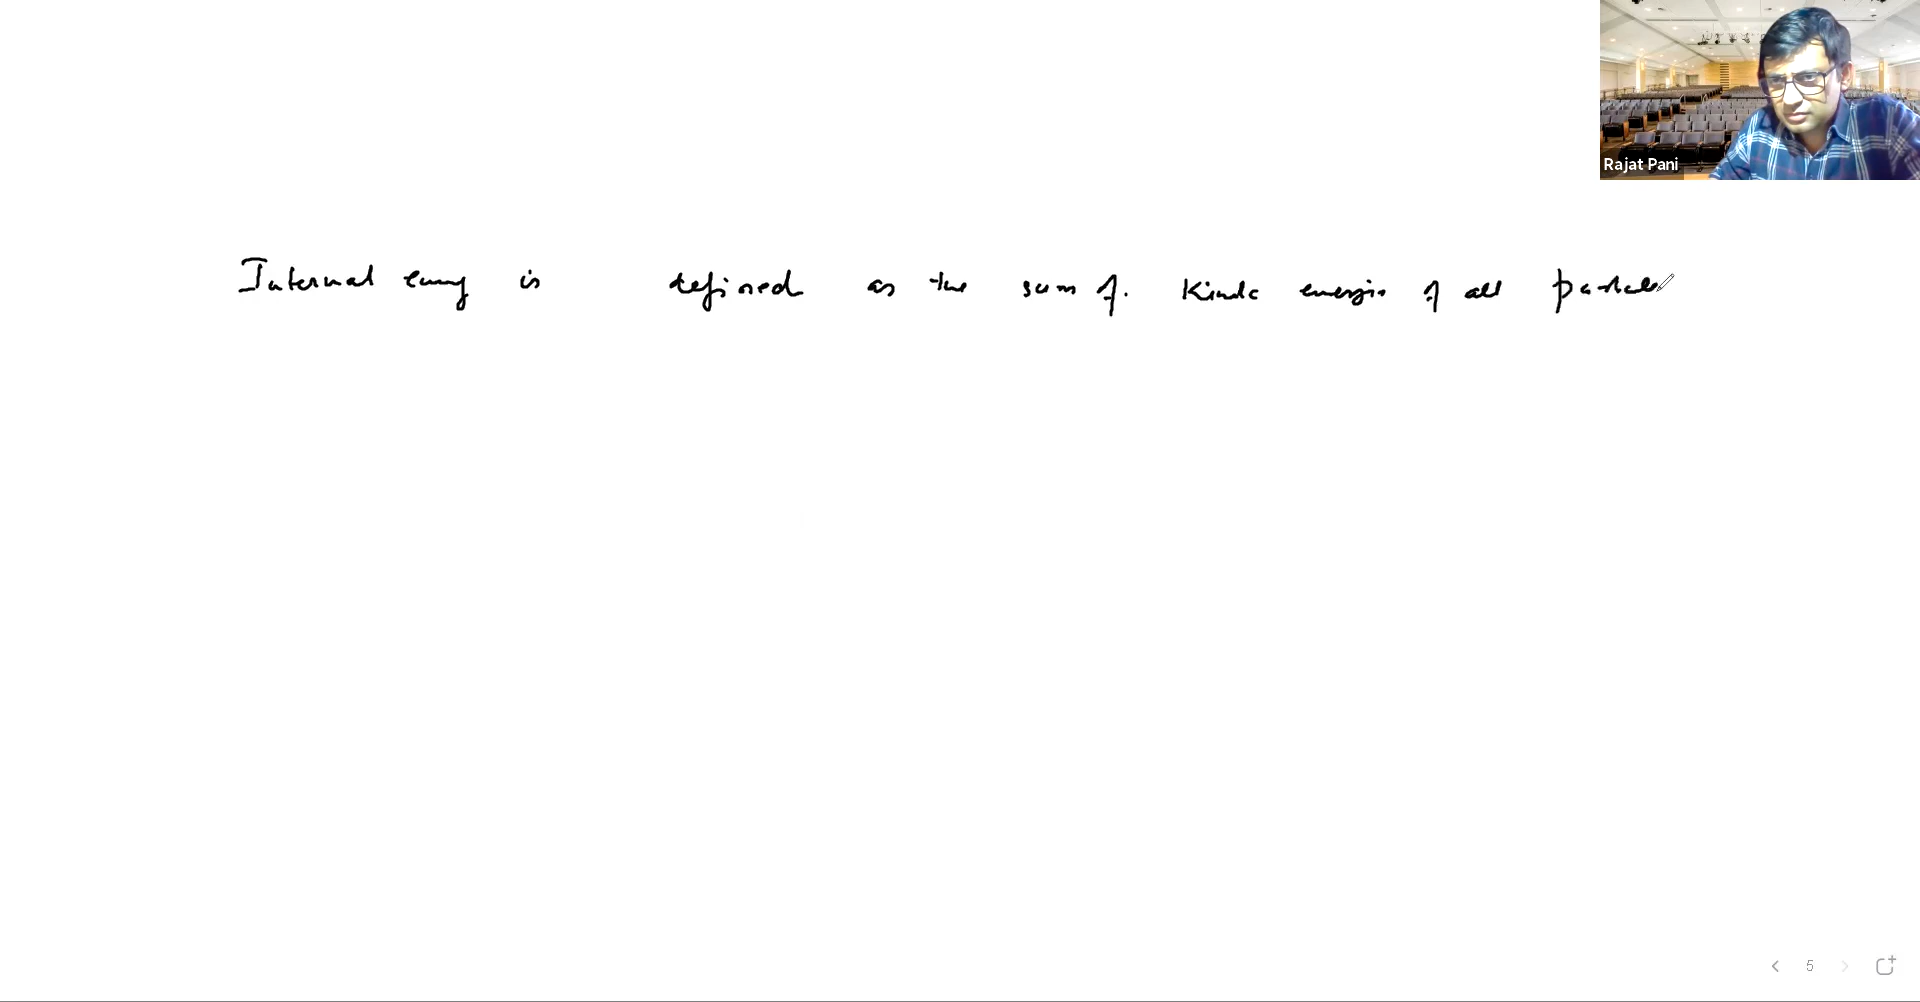 Rajat Pani
Internal energy is defined as the sum of. Kinetic energies of all particles
5